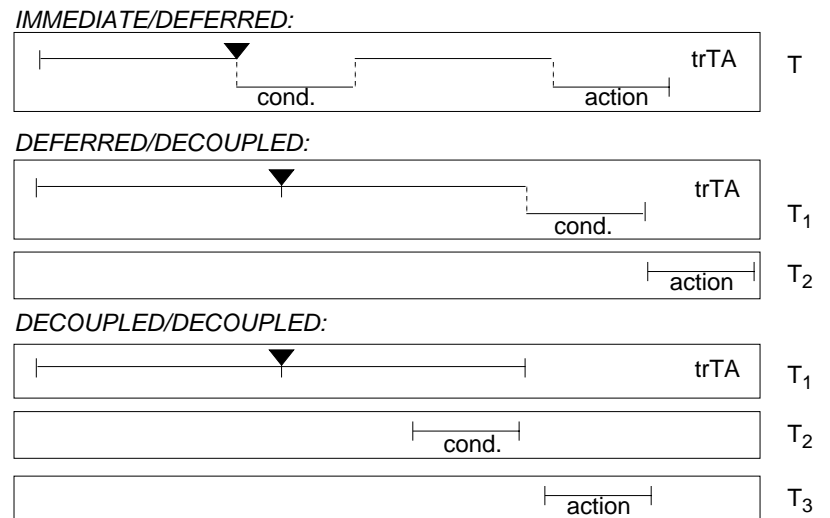 IMMEDIATE/DEFERRED:
trTA T
cond. action
DEFERRED/DECOUPLED:
trTA
cond. T1
action T2
DECOUPLED/DECOUPLED:
trTA T1
cond. T2
action T3